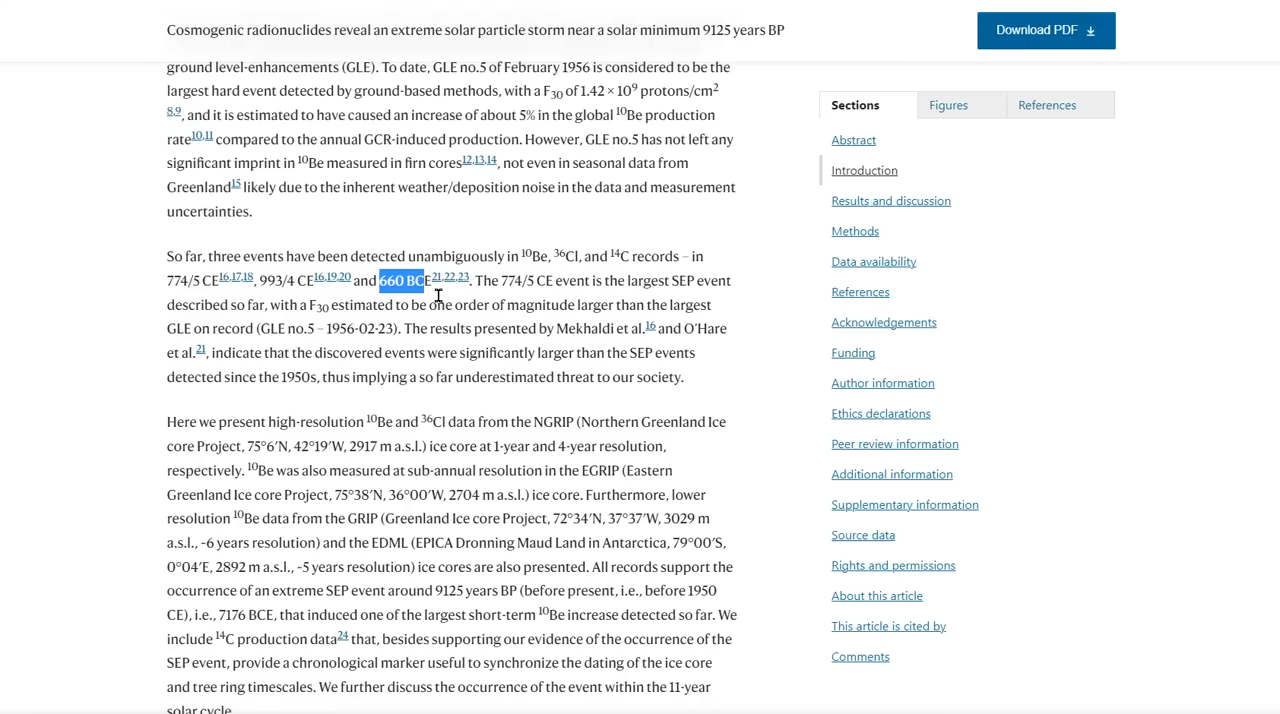 Cosmogenic radionuclides reveal an extreme solar particle storm near a solar minimum 9125 years BP
Download PDF
ground level-enhancements (GLE). To date, GLE no.5 of February 1956 is considered to be the
largest hard event detected by ground-based methods, with a F30 of 1.42 × 10⁹ protons/cm²
8,9, and it is estimated to have caused an increase of about 5% in the global ¹⁰Be production
rate10,11 compared to the annual GCR-induced production. However, GLE no.5 has not left any
significant imprint in ¹⁰Be measured in firn cores12,13,14, not even in seasonal data from
Greenland15 likely due to the inherent weather/deposition noise in the data and measurement
uncertainties.
So far, three events have been detected unambiguously in ¹⁰Be, ³⁶Cl, and ¹⁴C records – in
774/5 CE16,17,18, 993/4 CE16,19,20 and 660 BCE21,22,23. The 774/5 CE event is the largest SEP event
described so far, with a F30 estimated to be one order of magnitude larger than the largest
GLE on record (GLE no.5 – 1956-02-23). The results presented by Mekhaldi et al.16 and O’Hare
et al.21, indicate that the discovered events were significantly larger than the SEP events
detected since the 1950s, thus implying a so far underestimated threat to our society.
Here we present high-resolution ¹⁰Be and ³⁶Cl data from the NGRIP (Northern Greenland Ice
core Project, 75°6′N, 42°19′W, 2917 m a.s.l.) ice core at 1-year and 4-year resolution,
respectively. ¹⁰Be was also measured at sub-annual resolution in the EGRIP (Eastern
Greenland Ice core Project, 75°38′N, 36°00′W, 2704 m a.s.l.) ice core. Furthermore, lower
resolution ¹⁰Be data from the GRIP (Greenland Ice core Project, 72°34′N, 37°37′W, 3029 m
a.s.l., ~6 years resolution) and the EDML (EPICA Dronning Maud Land in Antarctica, 79°00′S,
0°04′E, 2892 m a.s.l., ~5 years resolution) ice cores are also presented. All records support the
occurrence of an extreme SEP event around 9125 years BP (before present, i.e., before 1950
CE), i.e., 7176 BCE, that induced one of the largest short-term ¹⁰Be increase detected so far. We
include ¹⁴C production data24 that, besides supporting our evidence of the occurrence of the
SEP event, provide a chronological marker useful to synchronize the dating of the ice core
and tree ring timescales. We further discuss the occurrence of the event within the 11-year
solar cycle.
Sections
Figures
References
Abstract
Introduction
Results and discussion
Methods
Data availability
References
Acknowledgements
Funding
Author information
Ethics declarations
Peer review information
Additional information
Supplementary information
Source data
Rights and permissions
About this article
This article is cited by
Comments